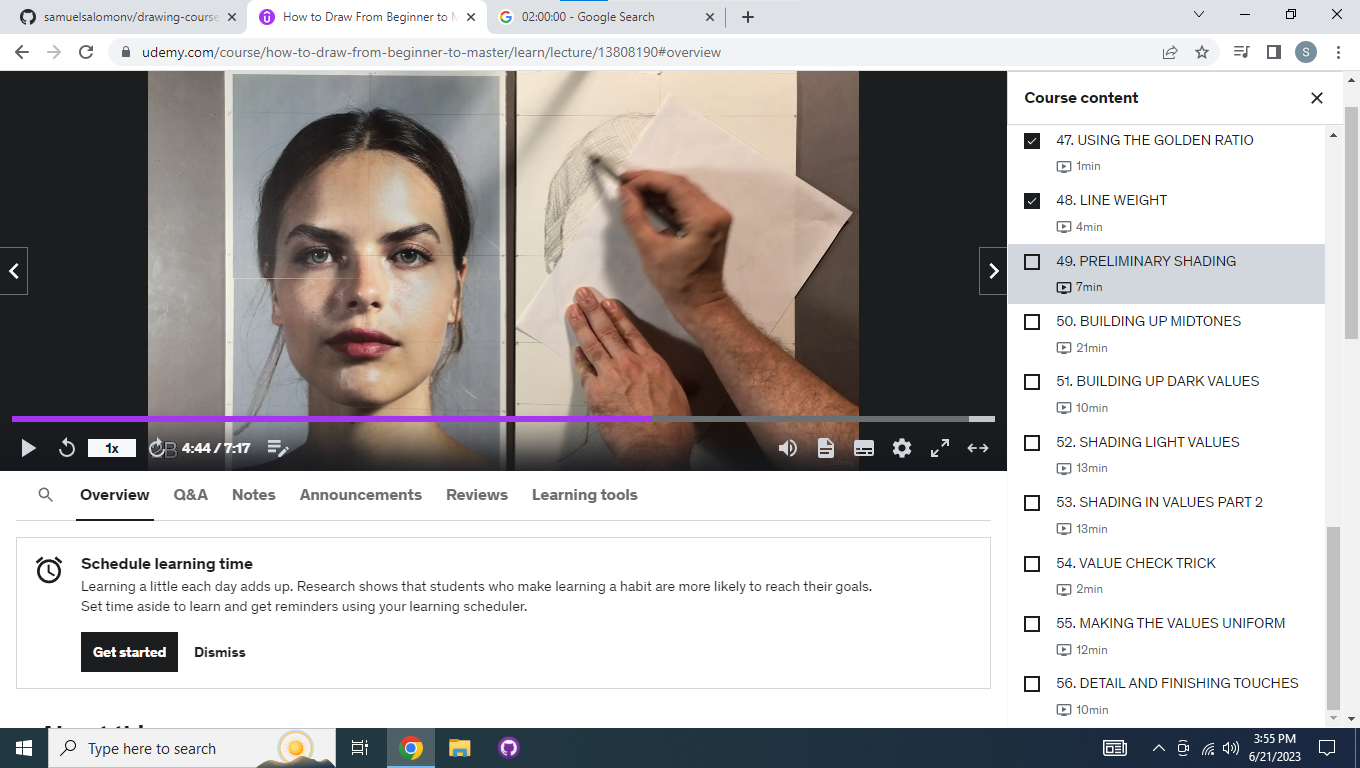 samuelsalomonv/drawing-course
How to Draw From Beginner to M
02:00:00 - Google Search
udemy.com/course/how-to-draw-from-beginner-to-master/learn/lecture/13808190#overview
S
Course content
47. USING THE GOLDEN RATIO
1min
48. LINE WEIGHT
4min
49. PRELIMINARY SHADING
7min
50. BUILDING UP MIDTONES
21min
51. BUILDING UP DARK VALUES
10min
52. SHADING LIGHT VALUES
13min
53. SHADING IN VALUES PART 2
13min
54. VALUE CHECK TRICK
2min
55. MAKING THE VALUES UNIFORM
12min
56. DETAIL AND FINISHING TOUCHES
10min
1x
4:44 / 7:17
Overview
Q&A
Notes
Announcements
Reviews
Learning tools
Schedule learning time
Learning a little each day adds up. Research shows that students who make learning a habit are more likely to reach their goals.
Set time aside to learn and get reminders using your learning scheduler.
Get started
Dismiss
Type here to search
3:55 PM
6/21/2023